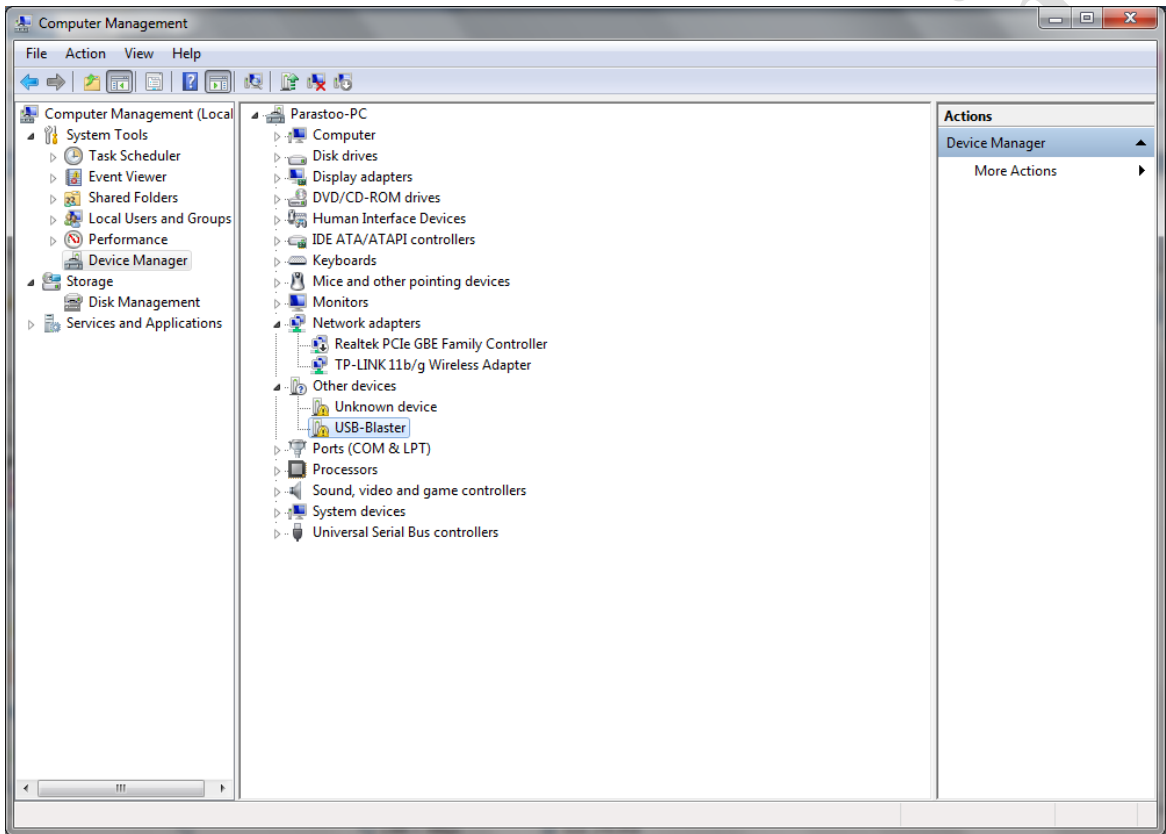 Computer Management
File Action View Help
Computer Management (Local
System Tools
Task Scheduler
Event Viewer
Shared Folders
Local Users and Groups
Performance
Device Manager
Storage
Disk Management
Services and Applications
Parastoo-PC
Computer
Disk drives
Display adapters
DVD/CD-ROM drives
Human Interface Devices
IDE ATA/ATAPI controllers
Keyboards
Mice and other pointing devices
Monitors
Network adapters
Realtek PCIe GBE Family Controller
TP-LINK 11b/g Wireless Adapter
Other devices
Unknown device
USB-Blaster
Ports (COM & LPT)
Processors
Sound, video and game controllers
System devices
Universal Serial Bus controllers
Actions
Device Manager
More Actions